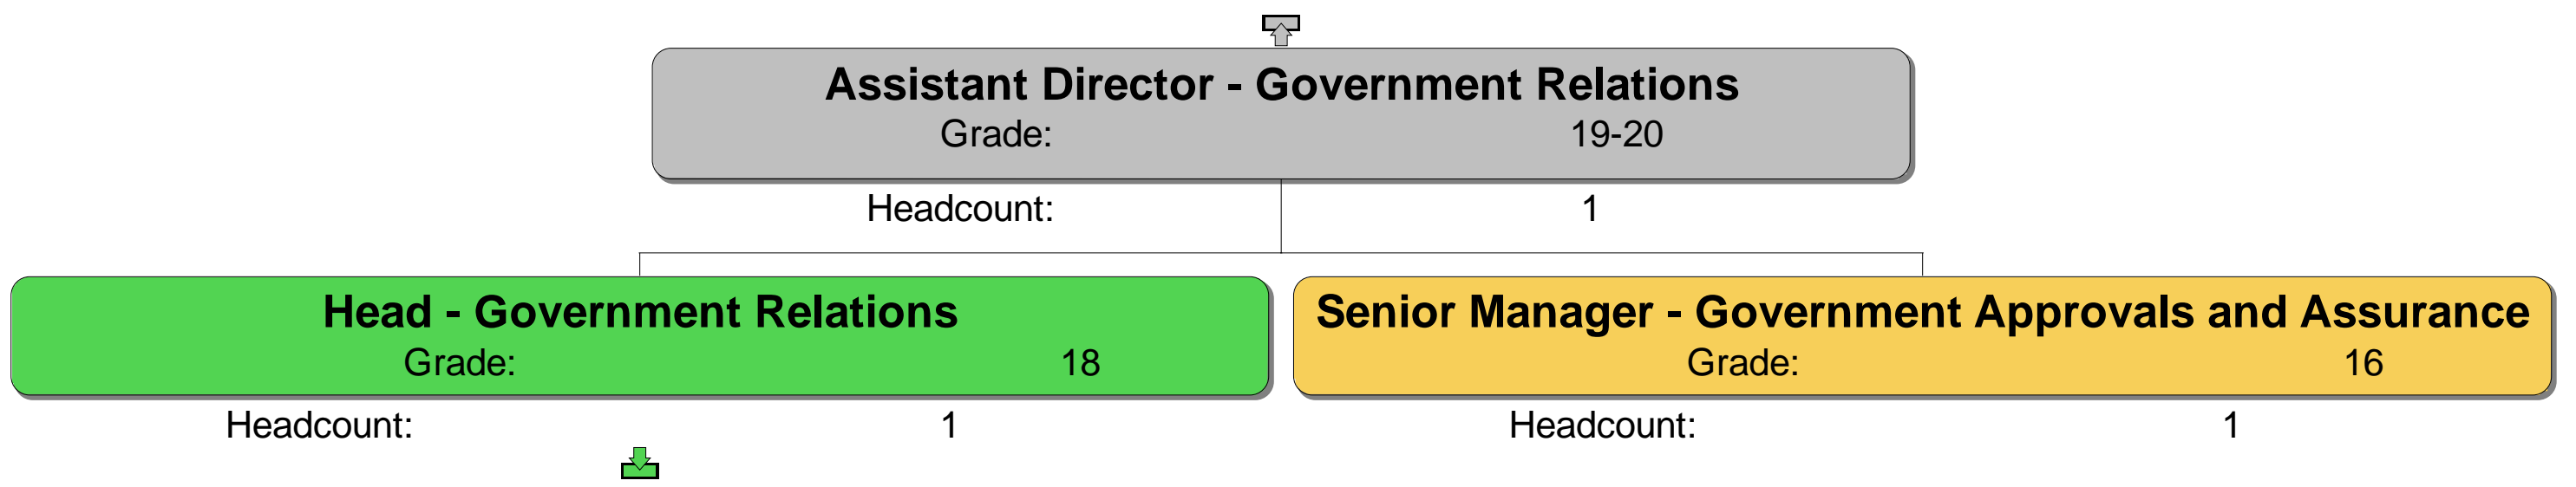 Assistant Director - Government Relations
Grade: 19-20
Headcount: 1
Head - Government Relations
Grade: 18
Headcount: 1
Senior Manager - Government Approvals and Assurance
Grade: 16
Headcount: 1